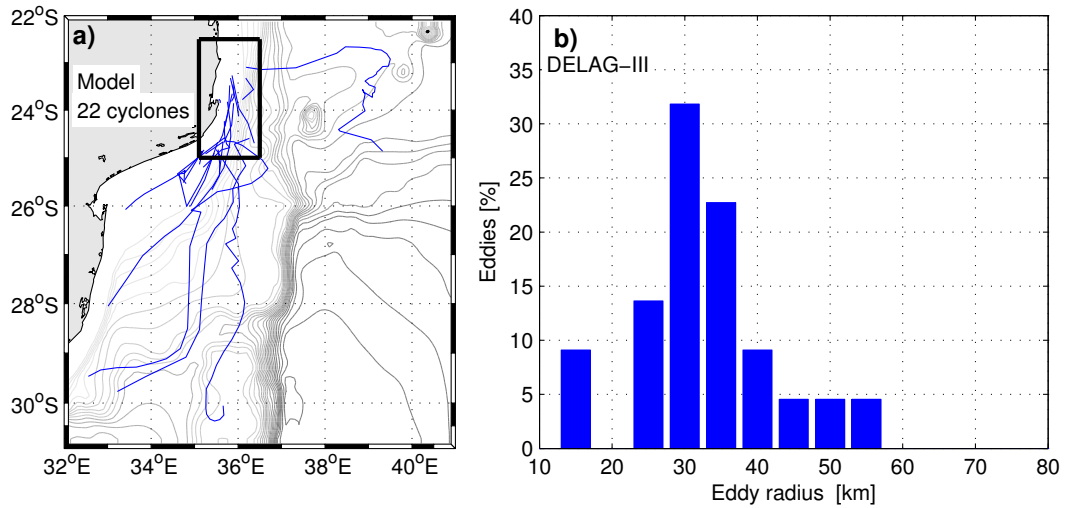 a)
Model
22 cyclones
22°S
24°S
26°S
28°S
30°S
32°E
34°E
36°E
38°E
40°E
b)
DELAG−III
Eddies [%]
40
35
30
25
20
15
10
5
0
10
20
30
40
50
60
70
80
Eddy radius [km]